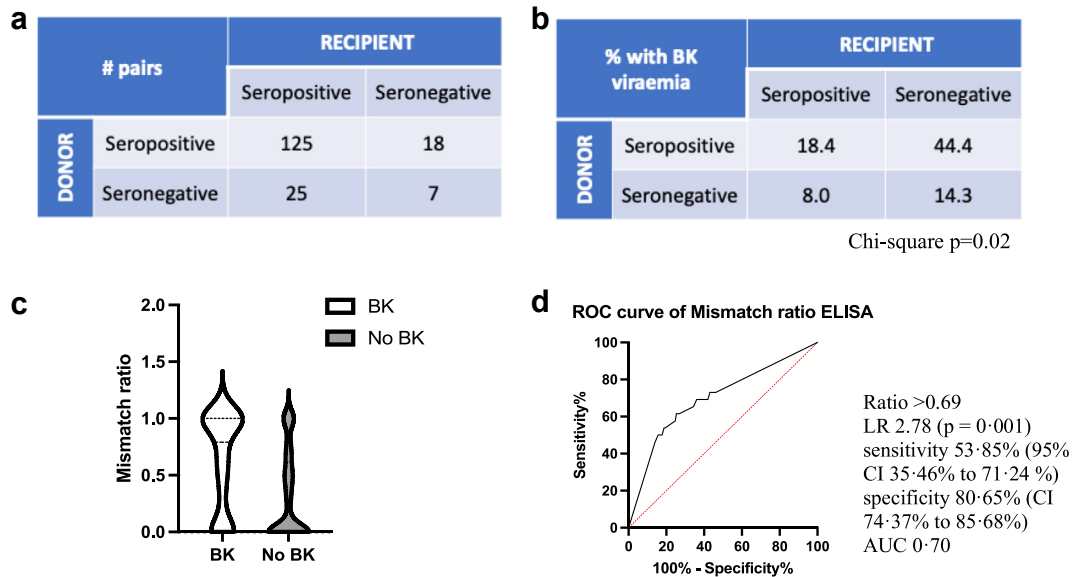 a
# pairs
RECIPIENT
Seropositive Seronegative
DONOR
Seropositive 125 18
Seronegative 25 7
b
% with BK
viraemia
RECIPIENT
Seropositive Seronegative
DONOR
Seropositive 18.4 44.4
Seronegative 8.0 14.3
Chi-square p=0.02
c
Mismatch ratio
2.0
1.5
1.0
0.5
0.0
BK No BK
BK
No BK
d
ROC curve of Mismatch ratio ELISA
Sensitivity%
100
80
60
40
20
0
0 20 40 60 80 100
100% - Specificity%
Ratio >0.69
LR 2.78 (p = 0·001)
sensitivity 53·85% (95%
CI 35·46% to 71·24 %)
specificity 80·65% (CI
74·37% to 85·68%)
AUC 0·70